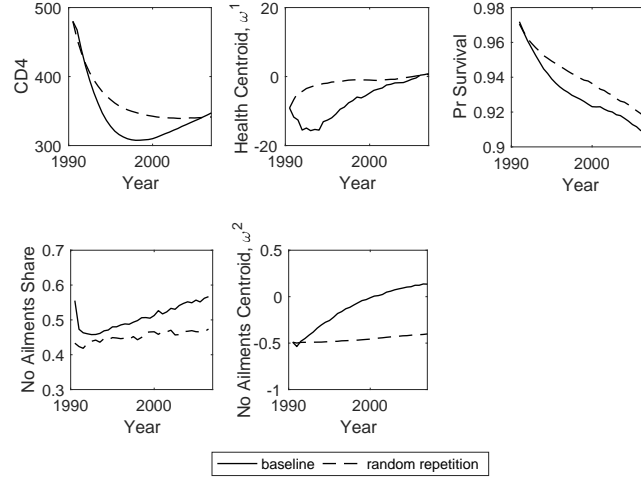 CD4
500
400
300
1990
2000
Year
Health Centroid, ω¹
20
0
-20
1990
2000
Year
Pr Survival
0.98
0.96
0.94
0.92
0.9
1990
2000
Year
No Ailments Share
0.7
0.6
0.5
0.4
0.3
1990
2000
Year
No Ailments Centroid, ω²
0.5
0
-0.5
-1
1990
2000
Year
baseline
random repetition